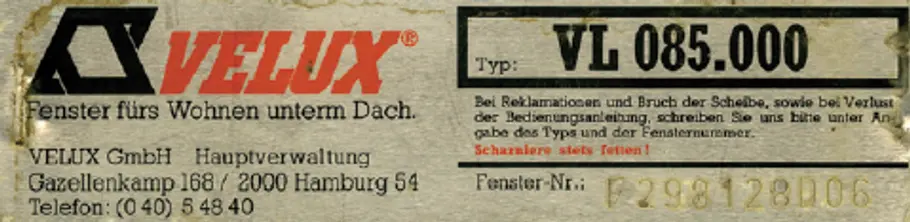 VELUX®
Fenster fürs Wohnen unterm Dach.
VELUX GmbH Hauptverwaltung
Gazellenkamp 168 / 2000 Hamburg 54
Telefon: (0 40) 5 48 40
Typ: VL 085.000
Bei Reklamationen und Bruch der Scheibe, sowie bei Verlust
der Bedienungsanleitung, schreiben Sie uns bitte unter An-
gabe des Typs und der Fensternummer.
Scharniere stets fetten!
Fenster-Nr.: